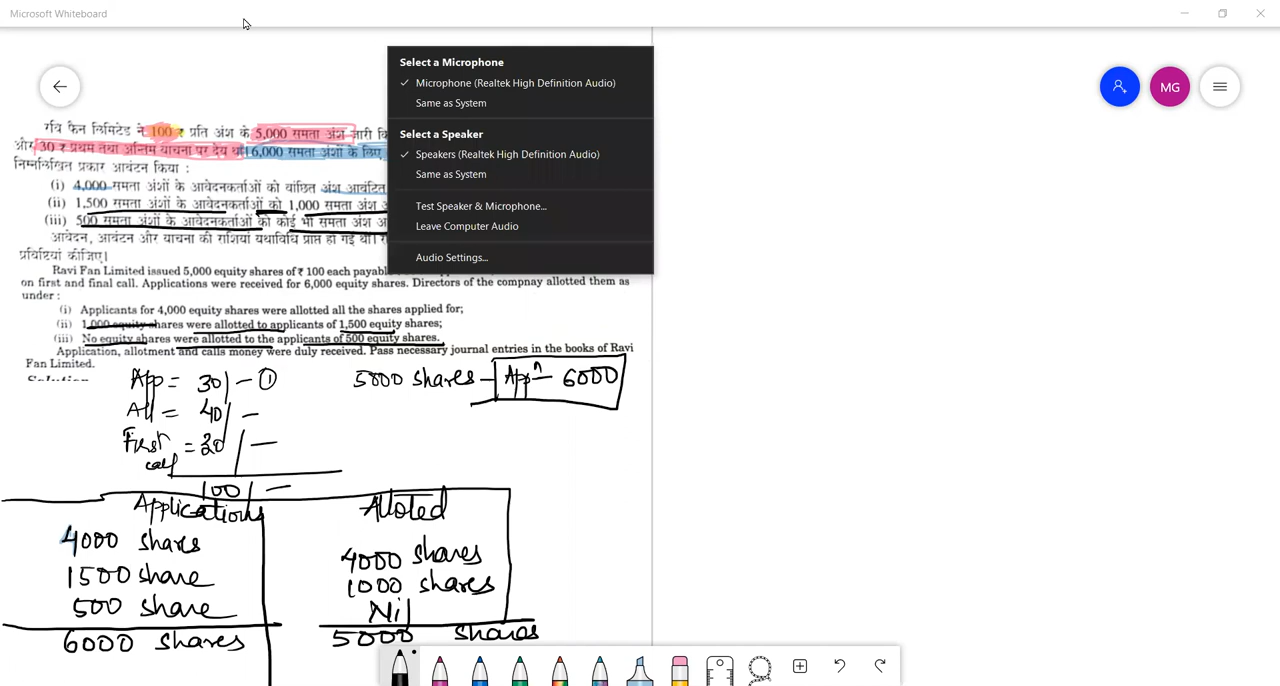 Microsoft Whiteboard
Select a Microphone
Microphone (Realtek High Definition Audio)
Same as System
Select a Speaker
Speakers (Realtek High Definition Audio)
Same as System
Test Speaker & Microphone...
Leave Computer Audio
Audio Settings...
MG
रवि फैन लिमिटेड ने 100 ₹ प्रति अंश के 5,000 समता अंश जारी
और 30 ₹ प्रथम तथा अन्तिम याचना पर देय थी। 6,000 समता अंशों के लिए,
निम्नलिखित प्रकार आवंटन किया :
(i) 4,000 समता अंशों के आवेदनकर्ताओं को वांछित अंश आवंटित
(ii) 1,500 समता अंशों के आवेदनकर्ताओं को 1,000 समता
(iii) 500 समता अंशों के आवेदनकर्ताओं को कोई भी समता
आवेदन, आवंटन और याचना की राशियां यथाविधि प्राप्त हो गई थीं।
प्रविष्टियां कीजिए।
Ravi Fan Limited issued 5,000 equity shares of ₹ 100 each payable
on first and final call. Applications were received for 6,000 equity shares. Directors of the compnay allotted them as
under :
(i) Applicants for 4,000 equity shares were allotted all the shares applied for;
(ii) 1,000 equity shares were allotted to applicants of 1,500 equity shares;
(iii) No equity shares were allotted to the applicants of 500 equity shares.
Application, allotment and calls money were duly received. Pass necessary journal entries in the books of Ravi
Fan Limited.
App = 30/- ①
5000 shares - Appⁿ - 6000
All = 40/-
First call = 30/-
100/-
Applications Alloted
4000 shares 4000 shares
1500 share 1000 shares
500 share Nil
6000 shares 5000 shares